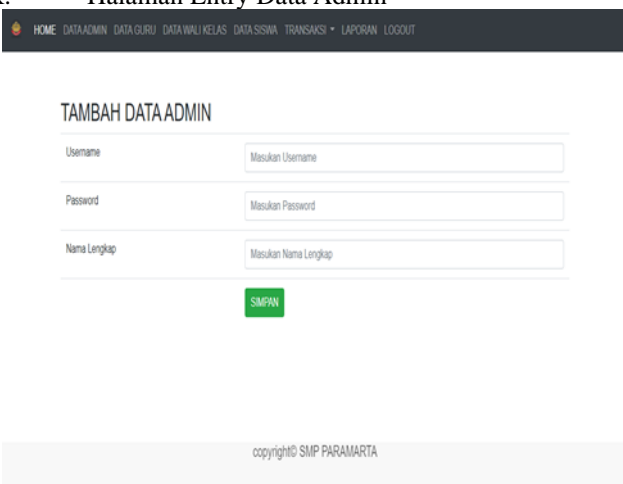 Halaman Entry Data Admin
HOME DATA ADMIN DATA GURU DATA WALI KELAS DATA SISWA TRANSAKSI LAPORAN LOGOUT
TAMBAH DATA ADMIN
Username Masukan Username
Password Masukan Password
Nama Lengkap Masukan Nama Lengkap
SIMPAN
copyright© SMP PARAMARTA